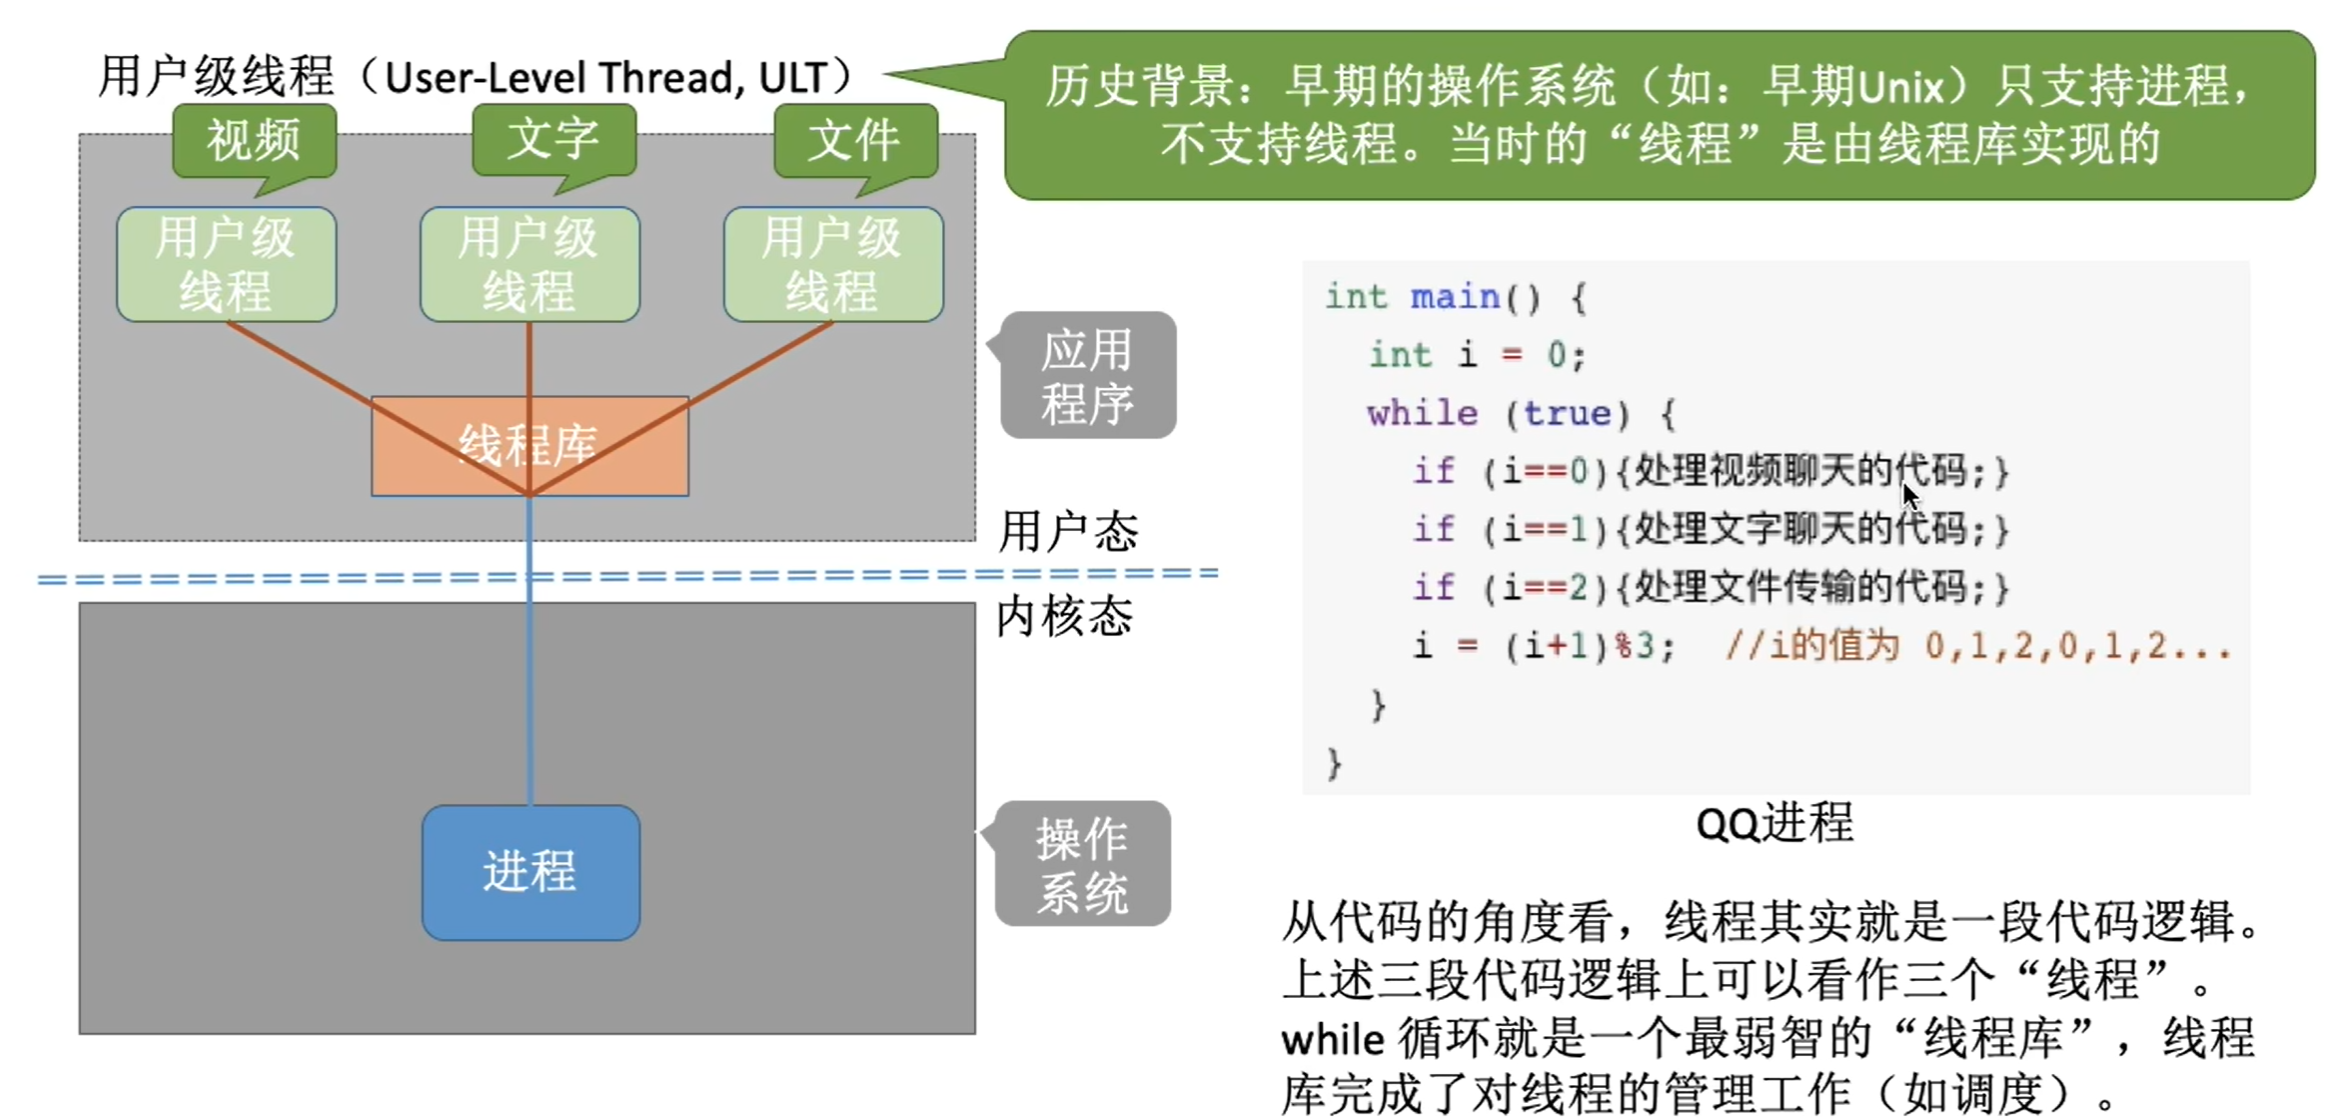 用户级线程（User-Level Thread, ULT）
历史背景：早期的操作系统（如：早期Unix）只支持进程，
不支持线程。当时的“线程”是由线程库实现的
视频
文字
文件
用户级
线程
用户级
线程
用户级
线程
线程库
应用
程序
用户态
内核态
进程
操作
系统
int main() {
int i = 0;
while (true) {
if (i==0){处理视频聊天的代码;}
if (i==1){处理文字聊天的代码;}
if (i==2){处理文件传输的代码;}
i = (i+1)%3; //i的值为 0,1,2,0,1,2...
}
}
QQ进程
从代码的角度看，线程其实就是一段代码逻辑。
上述三段代码逻辑上可以看作三个“线程”。
while 循环就是一个最弱智的“线程库”，线程
库完成了对线程的管理工作（如调度）。